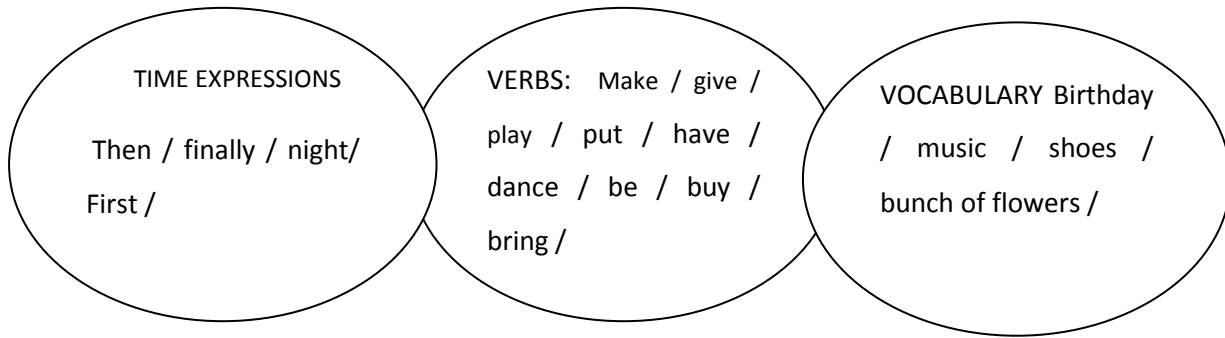 TIME EXPRESSIONS
Then / finally / night/
First /
VERBS: Make / give /
play / put / have /
dance / be / buy /
bring /
VOCABULARY Birthday
/ music / shoes /
bunch of flowers /